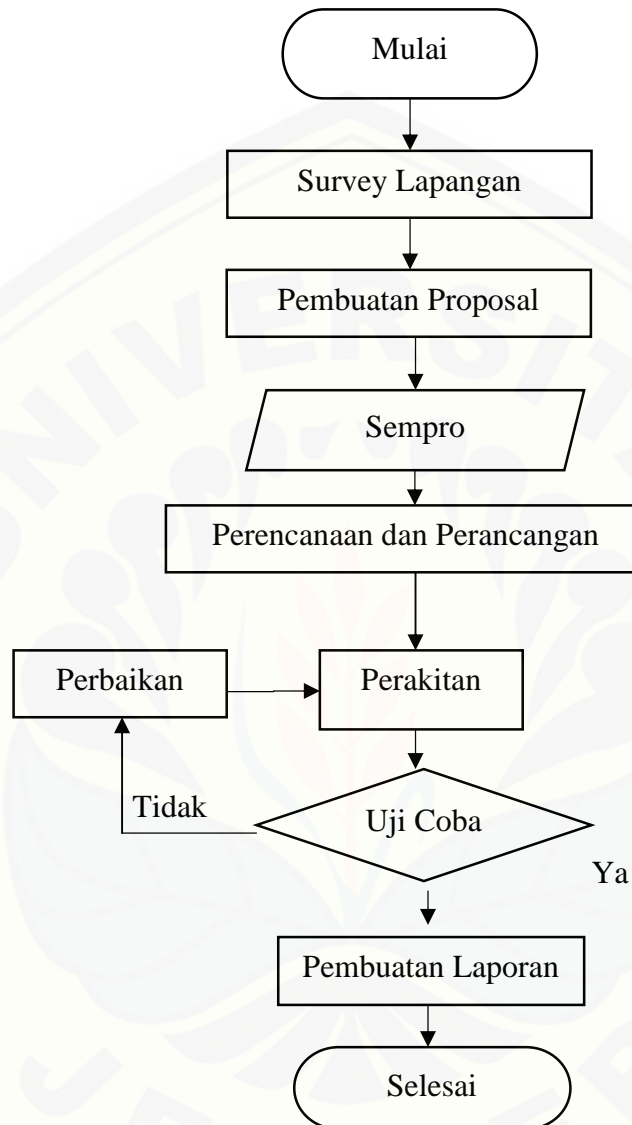 Mulai
Survey Lapangan
Pembuatan Proposal
Sempro
Perencanaan dan Perancangan
Perbaikan
Perakitan
Tidak
Uji Coba
Ya
Pembuatan Laporan
Selesai